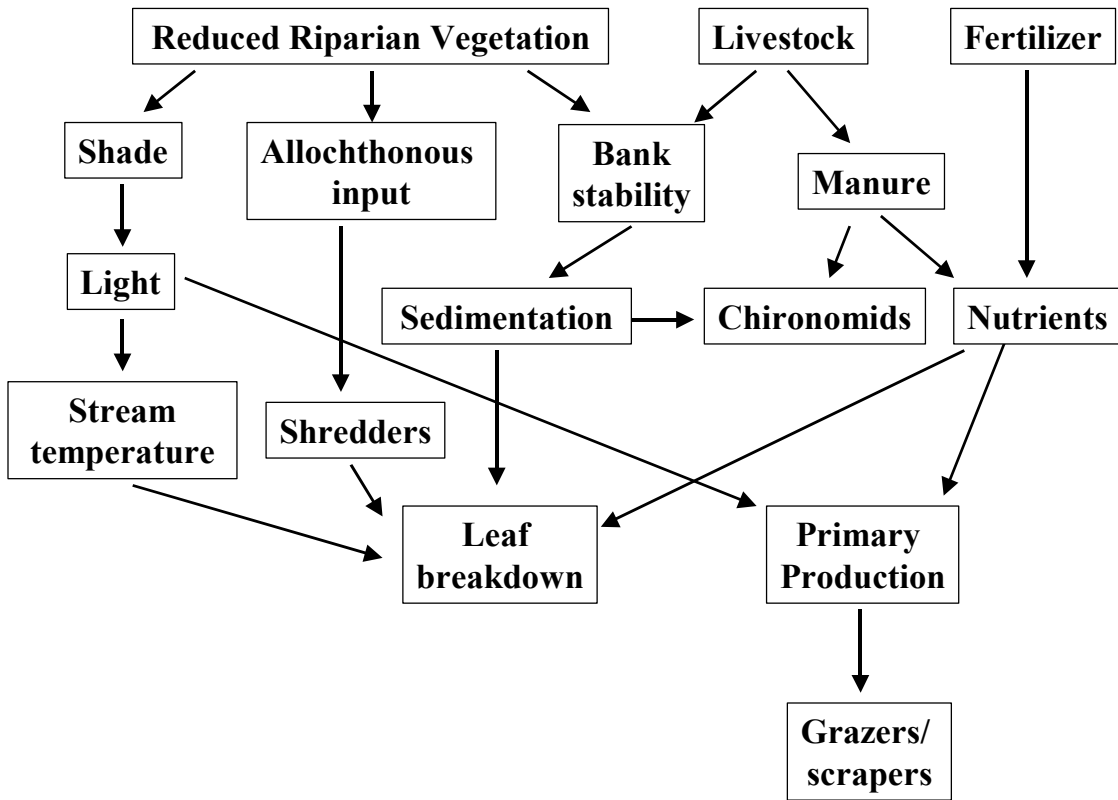 Reduced Riparian Vegetation
Livestock
Fertilizer
Shade
Allochthonous
input
Bank
stability
Manure
Light
Sedimentation
Chironomids
Nutrients
Stream
temperature
Shredders
Leaf
breakdown
Primary
Production
Grazers/
scrapers